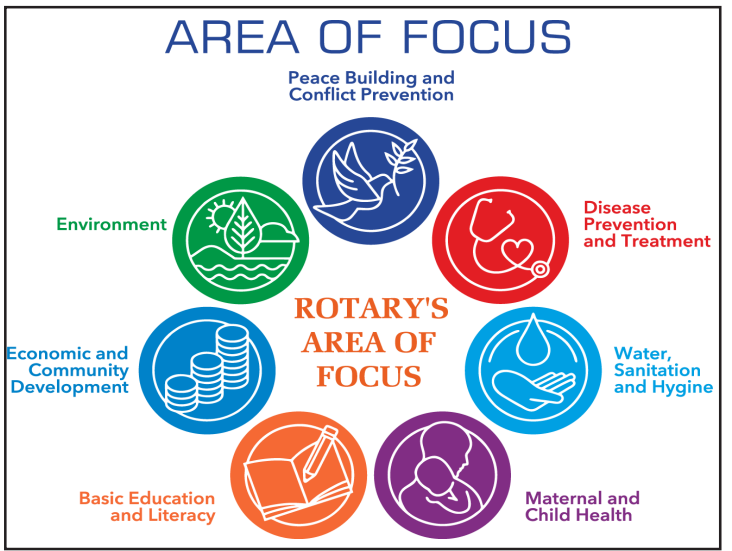 AREA OF FOCUS
Peace Building and
Conflict Prevention
Disease
Prevention
and Treatment
Environment
ROTARY'S
AREA OF
FOCUS
Water,
Sanitation
and Hygine
Economic and
Community
Development
Maternal and
Child Health
Basic Education
and Literacy